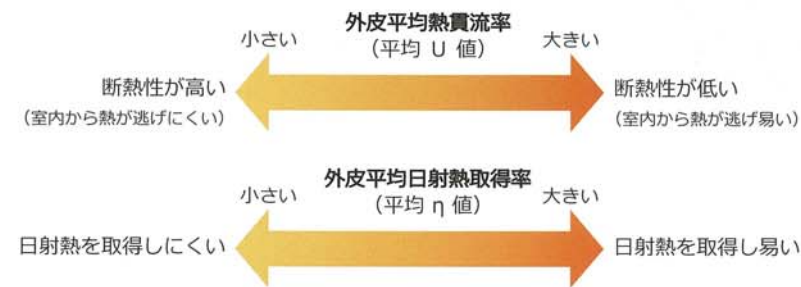 外皮平均熱貫流率
小さい （平均 U 値） 大きい
断熱性が高い 断熱性が低い
（室内から熱が逃げにくい） （室内から熱が逃げ易い）
外皮平均日射熱取得率
小さい （平均 η 値） 大きい
日射熱を取得しにくい 日射熱を取得し易い